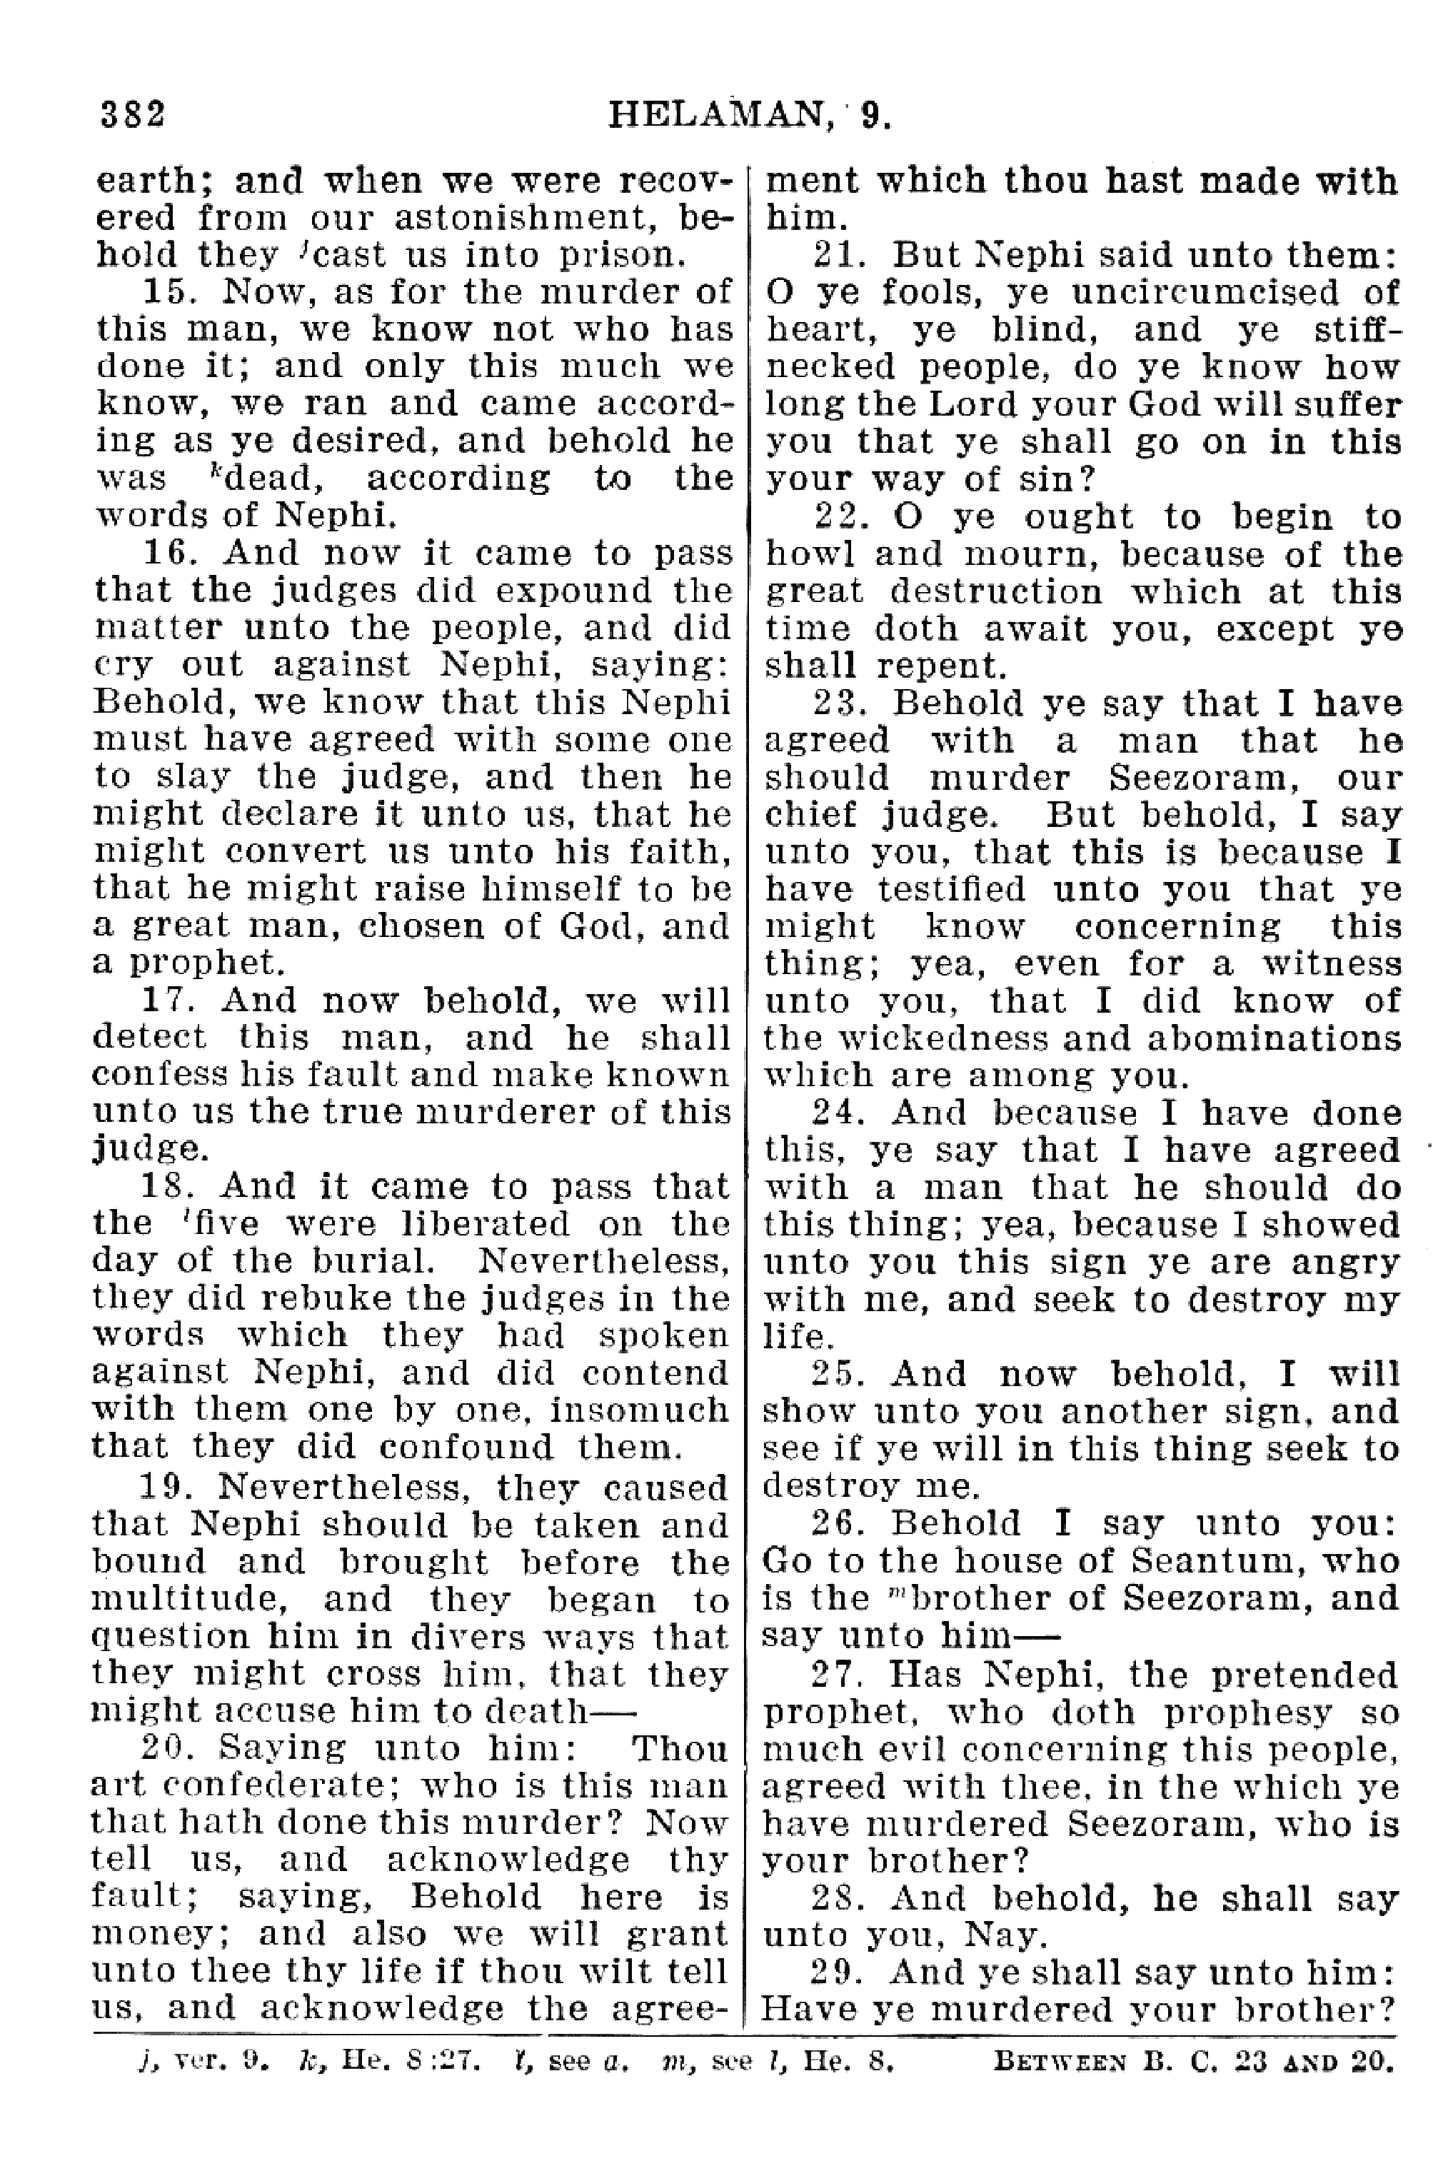 382
HELAMAN, 9.
earth; and when we were recov-
ered from our astonishment, be-
hold they jcast us into prison.
15. Now, as for the murder of
this man, we know not who has
done it; and only this much we
know, we ran and came accord-
ing as ye desired, and behold he
was kdead, according to the
words of Nephi.
16. And now it came to pass
that the judges did expound the
matter unto the people, and did
cry out against Nephi, saying:
Behold, we know that this Nephi
must have agreed with some one
to slay the judge, and then he
might declare it unto us, that he
might convert us unto his faith,
that he might raise himself to be
a great man, chosen of God, and
a prophet.
17. And now behold, we will
detect this man, and he shall
confess his fault and make known
unto us the true murderer of this
judge.
18. And it came to pass that
the lfive were liberated on the
day of the burial. Nevertheless,
they did rebuke the judges in the
words which they had spoken
against Nephi, and did contend
with them one by one, insomuch
that they did confound them.
19. Nevertheless, they caused
that Nephi should be taken and
bound and brought before the
multitude, and they began to
question him in divers ways that
they might cross him, that they
might accuse him to death—
20. Saying unto him: Thou
art confederate; who is this man
that hath done this murder? Now
tell us, and acknowledge thy
fault; saying, Behold here is
money; and also we will grant
unto thee thy life if thou wilt tell
us, and acknowledge the agree-
ment which thou hast made with
him.
21. But Nephi said unto them:
O ye fools, ye uncircumcised of
heart, ye blind, and ye stiff-
necked people, do ye know how
long the Lord your God will suffer
you that ye shall go on in this
your way of sin?
22. O ye ought to begin to
howl and mourn, because of the
great destruction which at this
time doth await you, except ye
shall repent.
23. Behold ye say that I have
agreed with a man that he
should murder Seezoram, our
chief judge. But behold, I say
unto you, that this is because I
have testified unto you that ye
might know concerning this
thing; yea, even for a witness
unto you, that I did know of
the wickedness and abominations
which are among you.
24. And because I have done
this, ye say that I have agreed
with a man that he should do
this thing; yea, because I showed
unto you this sign ye are angry
with me, and seek to destroy my
life.
25. And now behold, I will
show unto you another sign, and
see if ye will in this thing seek to
destroy me.
26. Behold I say unto you:
Go to the house of Seantum, who
is the mbrother of Seezoram, and
say unto him—
27. Has Nephi, the pretended
prophet, who doth prophesy so
much evil concerning this people,
agreed with thee, in the which ye
have murdered Seezoram, who is
your brother?
28. And behold, he shall say
unto you, Nay.
29. And ye shall say unto him:
Have ye murdered your brother?
j, ver. 9. k, He. 8:27. l, see a. m, see l, He. 8. BETWEEN B. C. 23 AND 20.